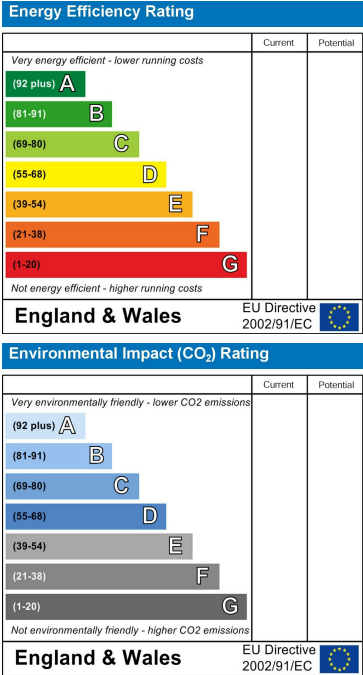 Energy Efficiency Rating
Current Potential
Very energy efficient - lower running costs
(92 plus) A
(81-91) B
(69-80) C
(55-68) D
(39-54) E
(21-38) F
(1-20) G
Not energy efficient - higher running costs
England & Wales
EU Directive
2002/91/EC
Environmental Impact (CO₂) Rating
Current Potential
Very environmentally friendly - lower CO2 emissions
(92 plus) A
(81-91) B
(69-80) C
(55-68) D
(39-54) E
(21-38) F
(1-20) G
Not environmentally friendly - higher CO2 emissions
England & Wales
EU Directive
2002/91/EC